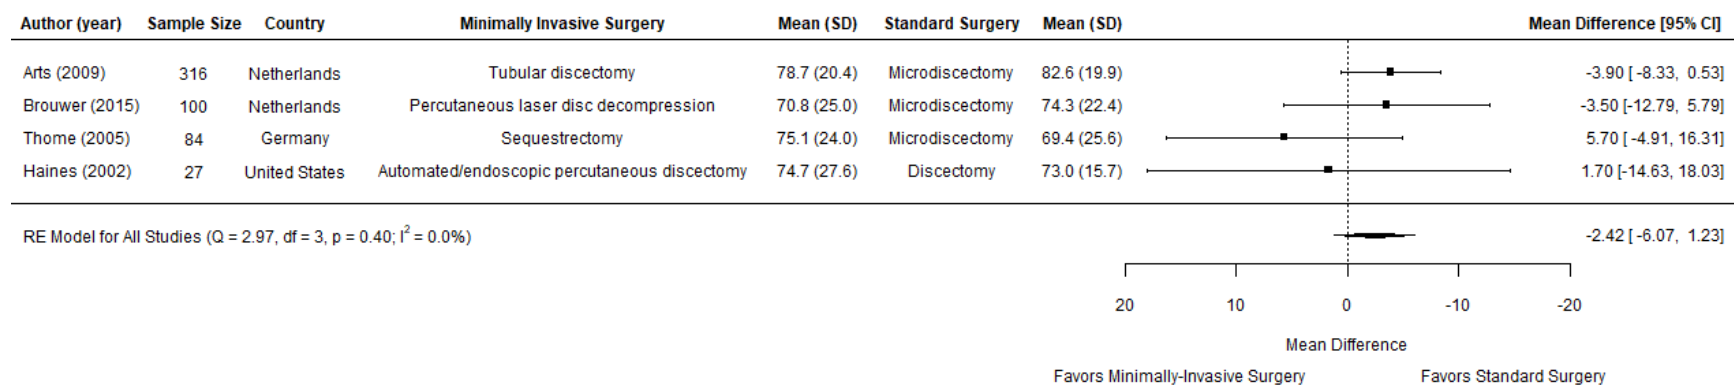 Author (year) Sample Size Country Minimally Invasive Surgery Mean (SD) Standard Surgery Mean (SD) Mean Difference [95% CI]
Arts (2009) 316 Netherlands Tubular discectomy 78.7 (20.4) Microdiscectomy 82.6 (19.9) -3.90 [ -8.33, 0.53]
Brouwer (2015) 100 Netherlands Percutaneous laser disc decompression 70.8 (25.0) Microdiscectomy 74.3 (22.4) -3.50 [-12.79, 5.79]
Thome (2005) 84 Germany Sequestrectomy 75.1 (24.0) Microdiscectomy 69.4 (25.6) 5.70 [ -4.91, 16.31]
Haines (2002) 27 United States Automated/endoscopic percutaneous discectomy 74.7 (27.6) Discectomy 73.0 (15.7) 1.70 [-14.63, 18.03]
RE Model for All Studies (Q = 2.97, df = 3, p = 0.40; I² = 0.0%) -2.42 [ -6.07, 1.23]
20 10 0 -10 -20
Mean Difference
Favors Minimally-Invasive Surgery Favors Standard Surgery